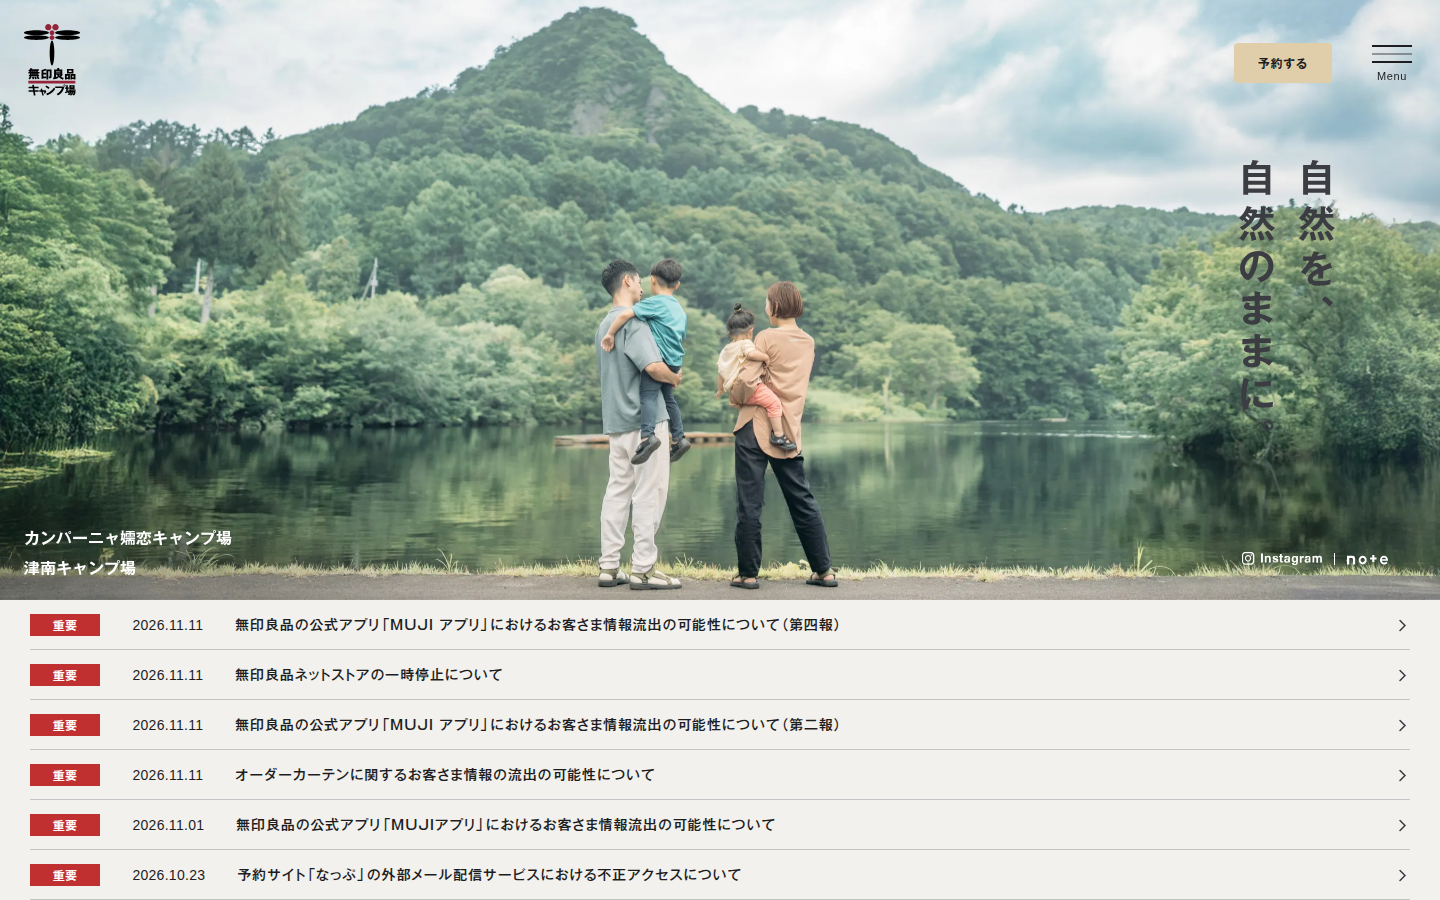 無印良品
キャンプ場
予約する
Menu
自然を、
自然のままに、
カンパーニャ嬬恋キャンプ場
津南キャンプ場
Instagram
note
重要 2026.11.11 無印良品の公式アプリ「MUJI アプリ」におけるお客さま情報流出の可能性について（第四報）
重要 2026.11.11 無印良品ネットストアの一時停止について
重要 2026.11.11 無印良品の公式アプリ「MUJI アプリ」におけるお客さま情報流出の可能性について（第二報）
重要 2026.11.11 オーダーカーテンに関するお客さま情報の流出の可能性について
重要 2026.11.01 無印良品の公式アプリ「MUJIアプリ」におけるお客さま情報流出の可能性について
重要 2026.10.23 予約サイト「なっぷ」の外部メール配信サービスにおける不正アクセスについて